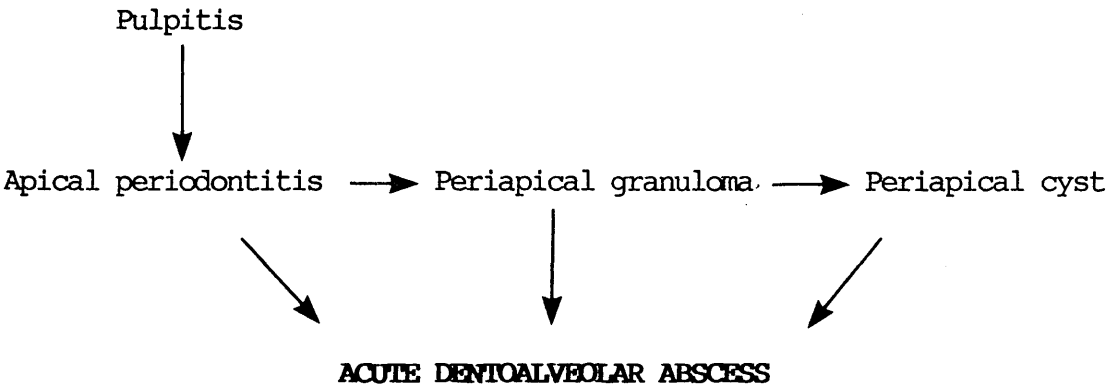 Pulpitis
Apical periodontitis
Periapical granuloma
Periapical cyst
ACUTE DENTOALVEOLAR ABSCESS